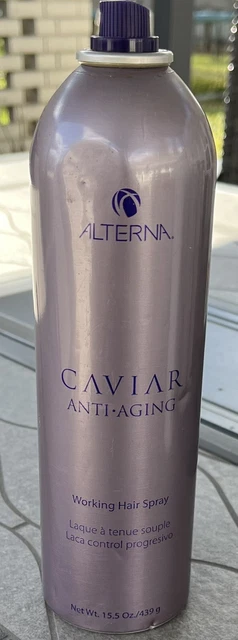 ALTERNA®
CAVIAR
ANTI·AGING
Working Hair Spray
Laque à tenue souple
Laca control progresivo
Net Wt. 15.5 Oz/439 g